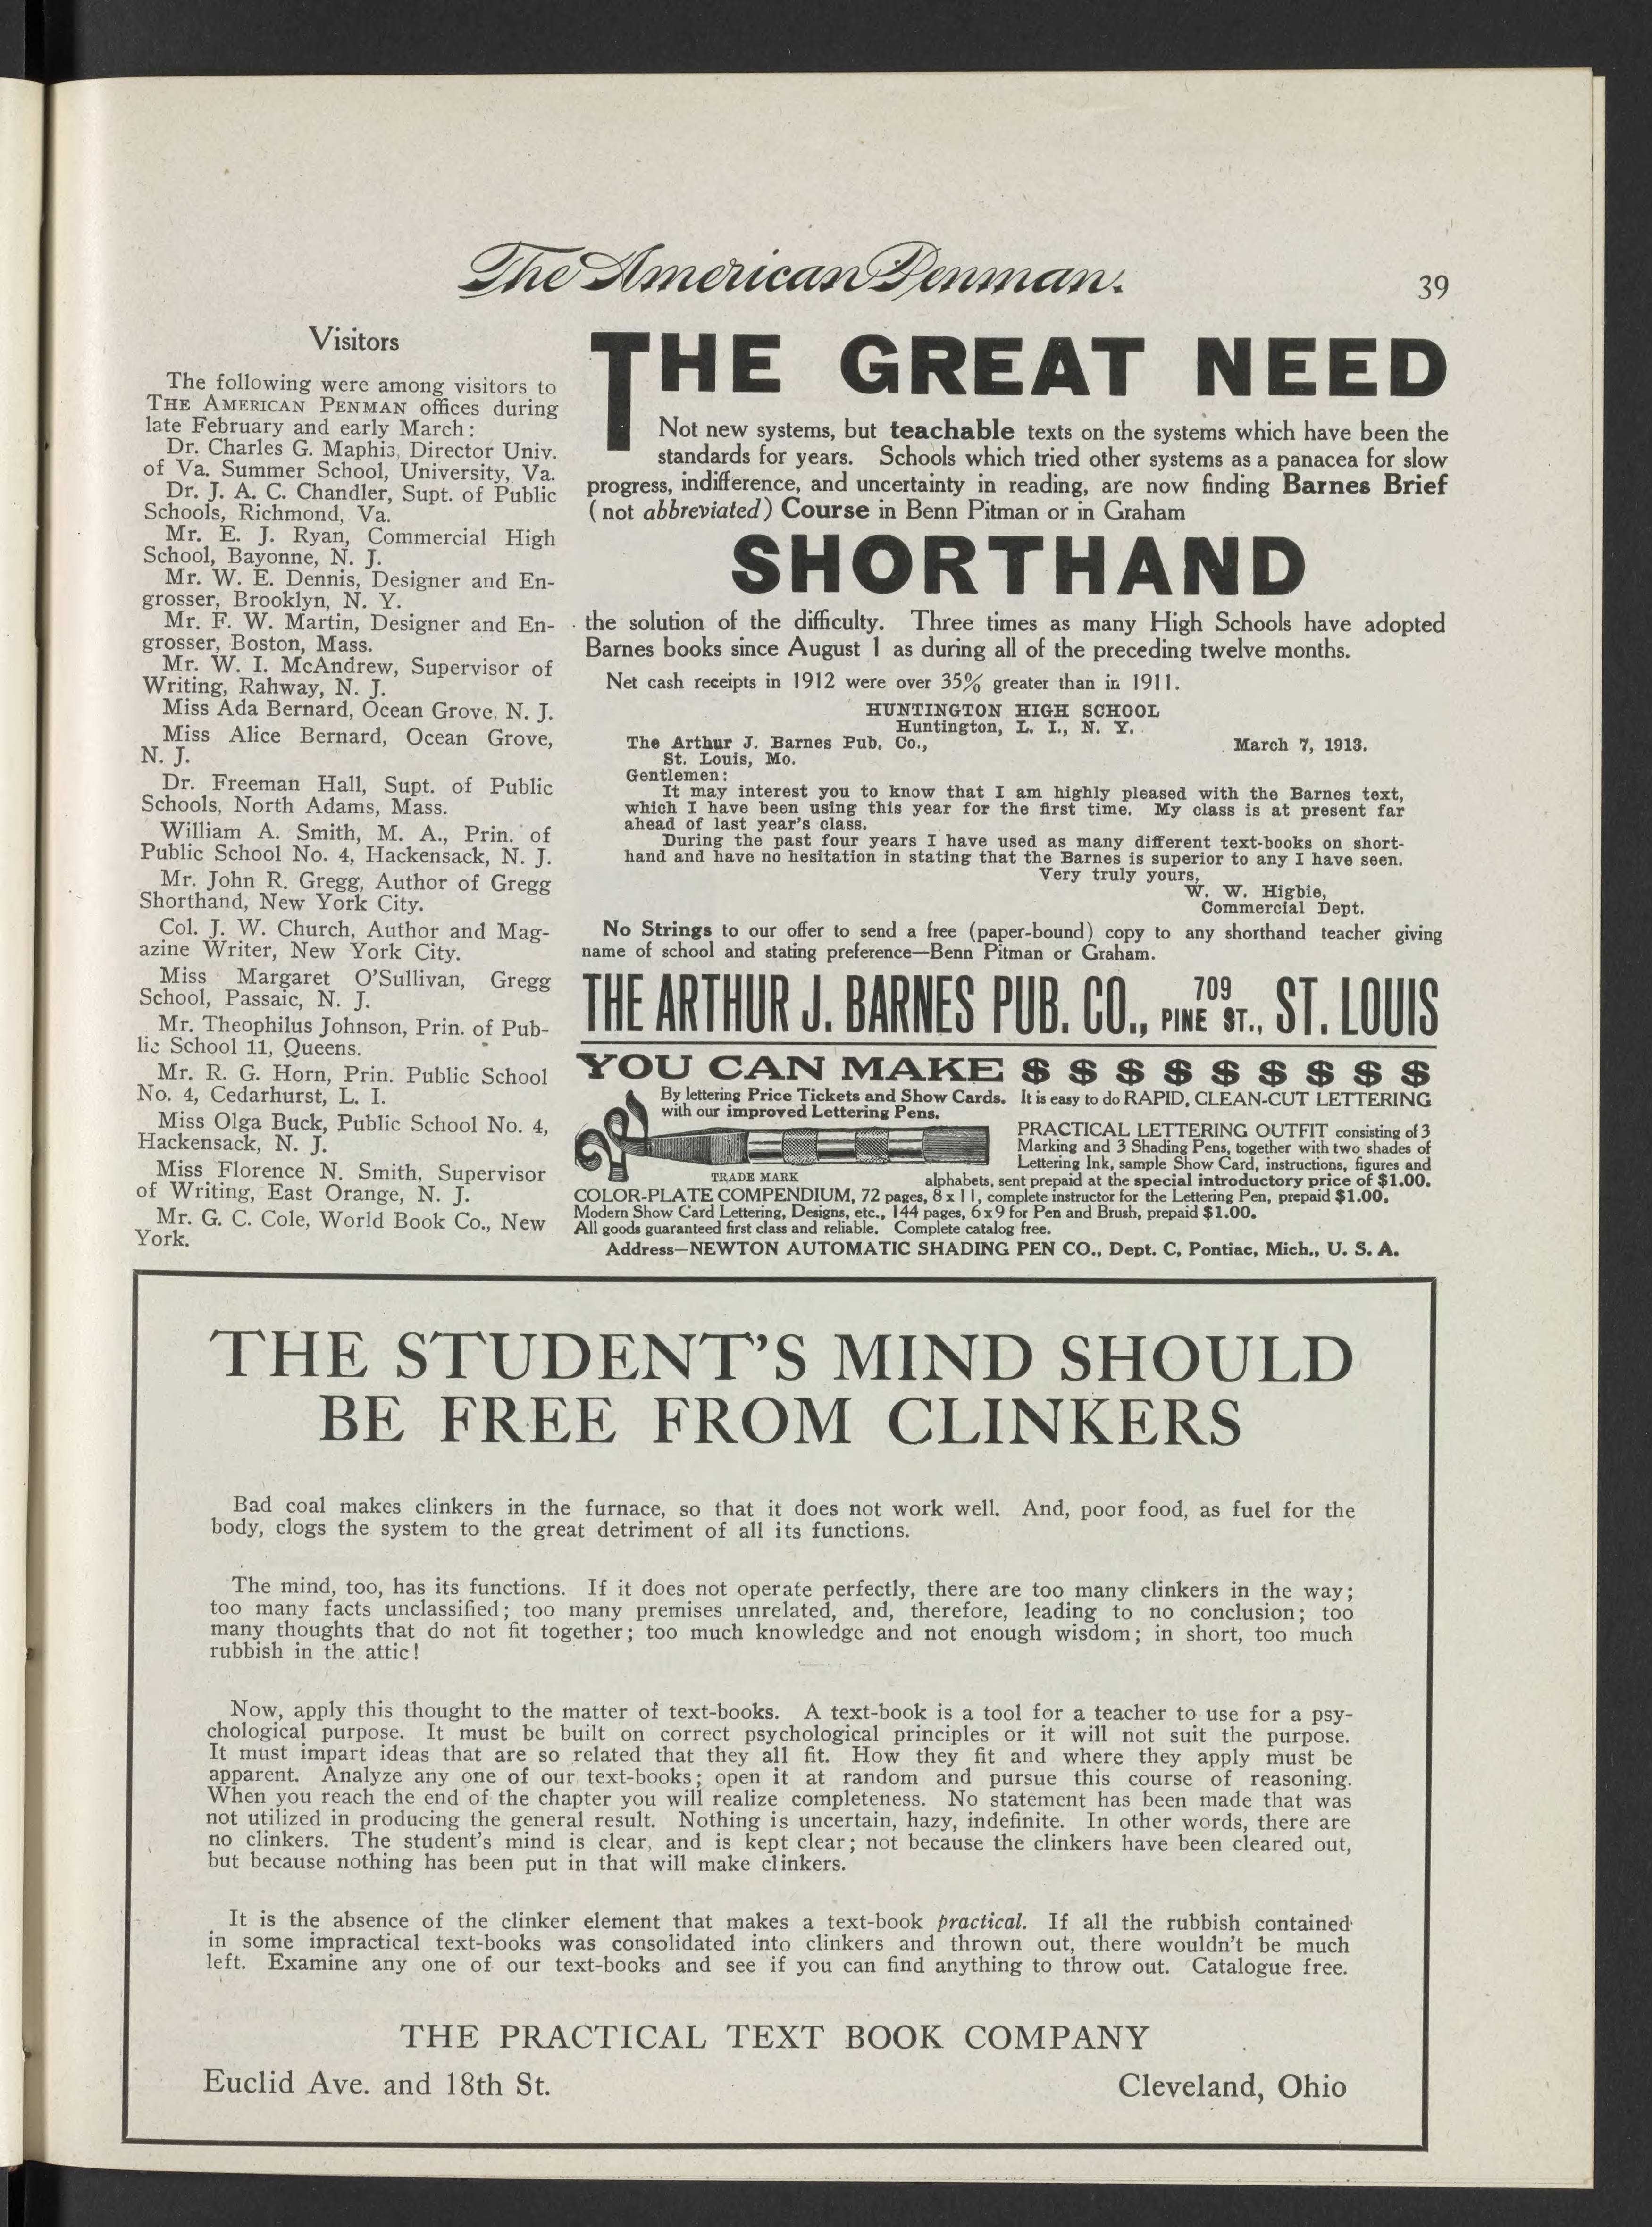 The American Penman.
39
Visitors
The following were among visitors to
THE AMERICAN PENMAN offices during
late February and early March:
Dr. Charles G. Maphis, Director Univ.
of Va. Summer School, University, Va.
Dr. J. A. C. Chandler, Supt. of Public
Schools, Richmond, Va.
Mr. E. J. Ryan, Commercial High
School, Bayonne, N. J.
Mr. W. E. Dennis, Designer and En-
grosser, Brooklyn, N. Y.
Mr. F. W. Martin, Designer and En-
grosser, Boston, Mass.
Mr. W. I. McAndrew, Supervisor of
Writing, Rahway, N. J.
Miss Ada Bernard, Ocean Grove, N. J.
Miss Alice Bernard, Ocean Grove,
N. J.
Dr. Freeman Hall, Supt. of Public
Schools, North Adams, Mass.
William A. Smith, M. A., Prin. of
Public School No. 4, Hackensack, N. J.
Mr. John R. Gregg, Author of Gregg
Shorthand, New York City.
Col. J. W. Church, Author and Mag-
azine Writer, New York City.
Miss Margaret O'Sullivan, Gregg
School, Passaic, N. J.
Mr. Theophilus Johnson, Prin. of Pub-
lic School 11, Queens.
Mr. R. G. Horn, Prin. Public School
No. 4, Cedarhurst, L. I.
Miss Olga Buck, Public School No. 4,
Hackensack, N. J.
Miss Florence N. Smith, Supervisor
of Writing, East Orange, N. J.
Mr. G. C. Cole, World Book Co., New
York.
THE GREAT NEED
Not new systems, but teachable texts on the systems which have been the
standards for years. Schools which tried other systems as a panacea for slow
progress, indifference, and uncertainty in reading, are now finding Barnes Brief
(not abbreviated) Course in Benn Pitman or in Graham
SHORTHAND
the solution of the difficulty. Three times as many High Schools have adopted
Barnes books since August 1 as during all of the preceding twelve months.
Net cash receipts in 1912 were over 35% greater than in 1911.
HUNTINGTON HIGH SCHOOL
Huntington, L. I., N. Y.
The Arthur J. Barnes Pub. Co., March 7, 1913.
St. Louis, Mo.
Gentlemen:
It may interest you to know that I am highly pleased with the Barnes text,
which I have been using this year for the first time. My class is at present far
ahead of last year's class.
During the past four years I have used as many different text-books on short-
hand and have no hesitation in stating that the Barnes is superior to any I have seen.
Very truly yours,
W. W. Higbie,
Commercial Dept.
No Strings to our offer to send a free (paper-bound) copy to any shorthand teacher giving
name of school and stating preference—Benn Pitman or Graham.
THE ARTHUR J. BARNES PUB. CO., 709 PINE ST., ST. LOUIS
YOU CAN MAKE $ $ $ $ $ $ $ $ $
By lettering Price Tickets and Show Cards. It is easy to do RAPID, CLEAN-CUT LETTERING
with our improved Lettering Pens.
PRACTICAL LETTERING OUTFIT consisting of 3
Marking and 3 Shading Pens, together with two shades of
Lettering Ink, sample Show Card, instructions, figures and
TRADE MARK
alphabets, sent prepaid at the special introductory price of $1.00.
COLOR-PLATE COMPENDIUM, 72 pages, 8 x 11, complete instructor for the Lettering Pen, prepaid $1.00.
Modern Show Card Lettering, Designs, etc., 144 pages, 6 x 9 for Pen and Brush, prepaid $1.00.
All goods guaranteed first class and reliable. Complete catalog free.
Address—NEWTON AUTOMATIC SHADING PEN CO., Dept. C, Pontiac, Mich., U. S. A.
THE STUDENT'S MIND SHOULD
BE FREE FROM CLINKERS
Bad coal makes clinkers in the furnace, so that it does not work well. And, poor food, as fuel for the
body, clogs the system to the great detriment of all its functions.
The mind, too, has its functions. If it does not operate perfectly, there are too many clinkers in the way;
too many facts unclassified; too many premises unrelated, and, therefore, leading to no conclusion; too
many thoughts that do not fit together; too much knowledge and not enough wisdom; in short, too much
rubbish in the attic!
Now, apply this thought to the matter of text-books. A text-book is a tool for a teacher to use for a psy-
chological purpose. It must be built on correct psychological principles or it will not suit the purpose.
It must impart ideas that are so related that they all fit. How they fit and where they apply must be
apparent. Analyze any one of our text-books; open it at random and pursue this course of reasoning.
When you reach the end of the chapter you will realize completeness. No statement has been made that was
not utilized in producing the general result. Nothing is uncertain, hazy, indefinite. In other words, there are
no clinkers. The student's mind is clear, and is kept clear; not because the clinkers have been cleared out,
but because nothing has been put in that will make clinkers.
It is the absence of the clinker element that makes a text-book practical. If all the rubbish contained
in some impractical text-books was consolidated into clinkers and thrown out, there wouldn't be much
left. Examine any one of our text-books and see if you can find anything to throw out. Catalogue free.
THE PRACTICAL TEXT BOOK COMPANY
Euclid Ave. and 18th St. Cleveland, Ohio